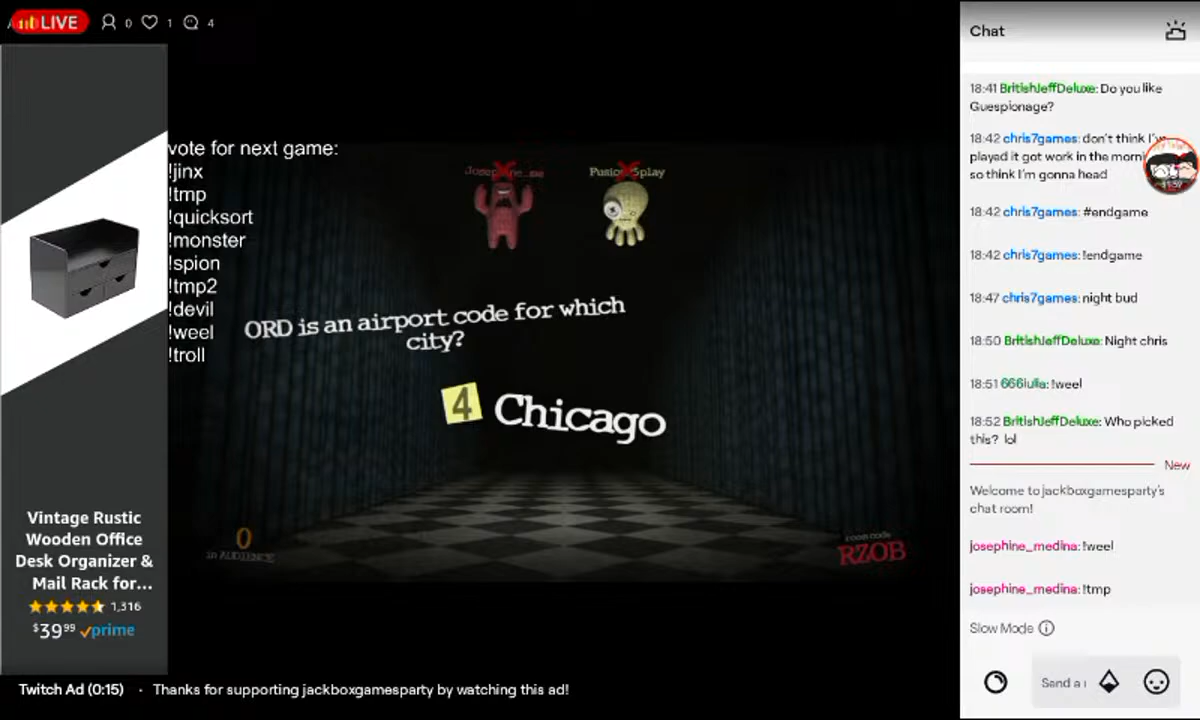 LIVE 0 1 4
vote for next game:
!jinx
!tmp
!quicksort
!monster
!spion
!tmp2
!devil
!weel
!troll
ORD is an airport code for which
city?
4 Chicago
0
in AUDIENCE
room code
RZOB
Vintage Rustic
Wooden Office
Desk Organizer &
Mail Rack for...
1,316
$39.99 prime
Twitch Ad (0:15) · Thanks for supporting jackboxgamesparty by watching this ad!
Chat
18:41 BritishJeffDeluxe: Do you like
Guespionage?
18:42 chris7games: don't think I've
played it got work in the morni
so think I'm gonna head
18:42 chris7games: #endgame
18:42 chris7games: !endgame
18:47 chris7games: night bud
18:50 BritishJeffDeluxe: Night chris
18:51 666iulia: !weel
18:52 BritishJeffDeluxe: Who picked
this? lol
New
Welcome to jackboxgamesparty's
chat room!
josephine_medina: !weel
josephine_medina: !tmp
Slow Mode
Send a